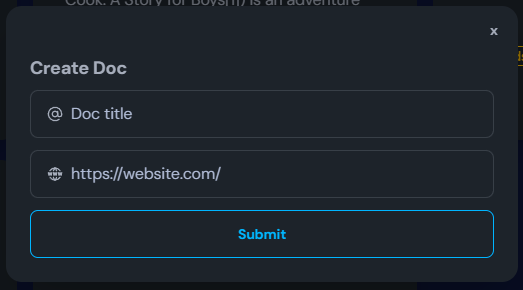 Cook: A Story for Boys[1]) is an adventure
x
Create Doc
@ Doc title
https://website.com/
Submit